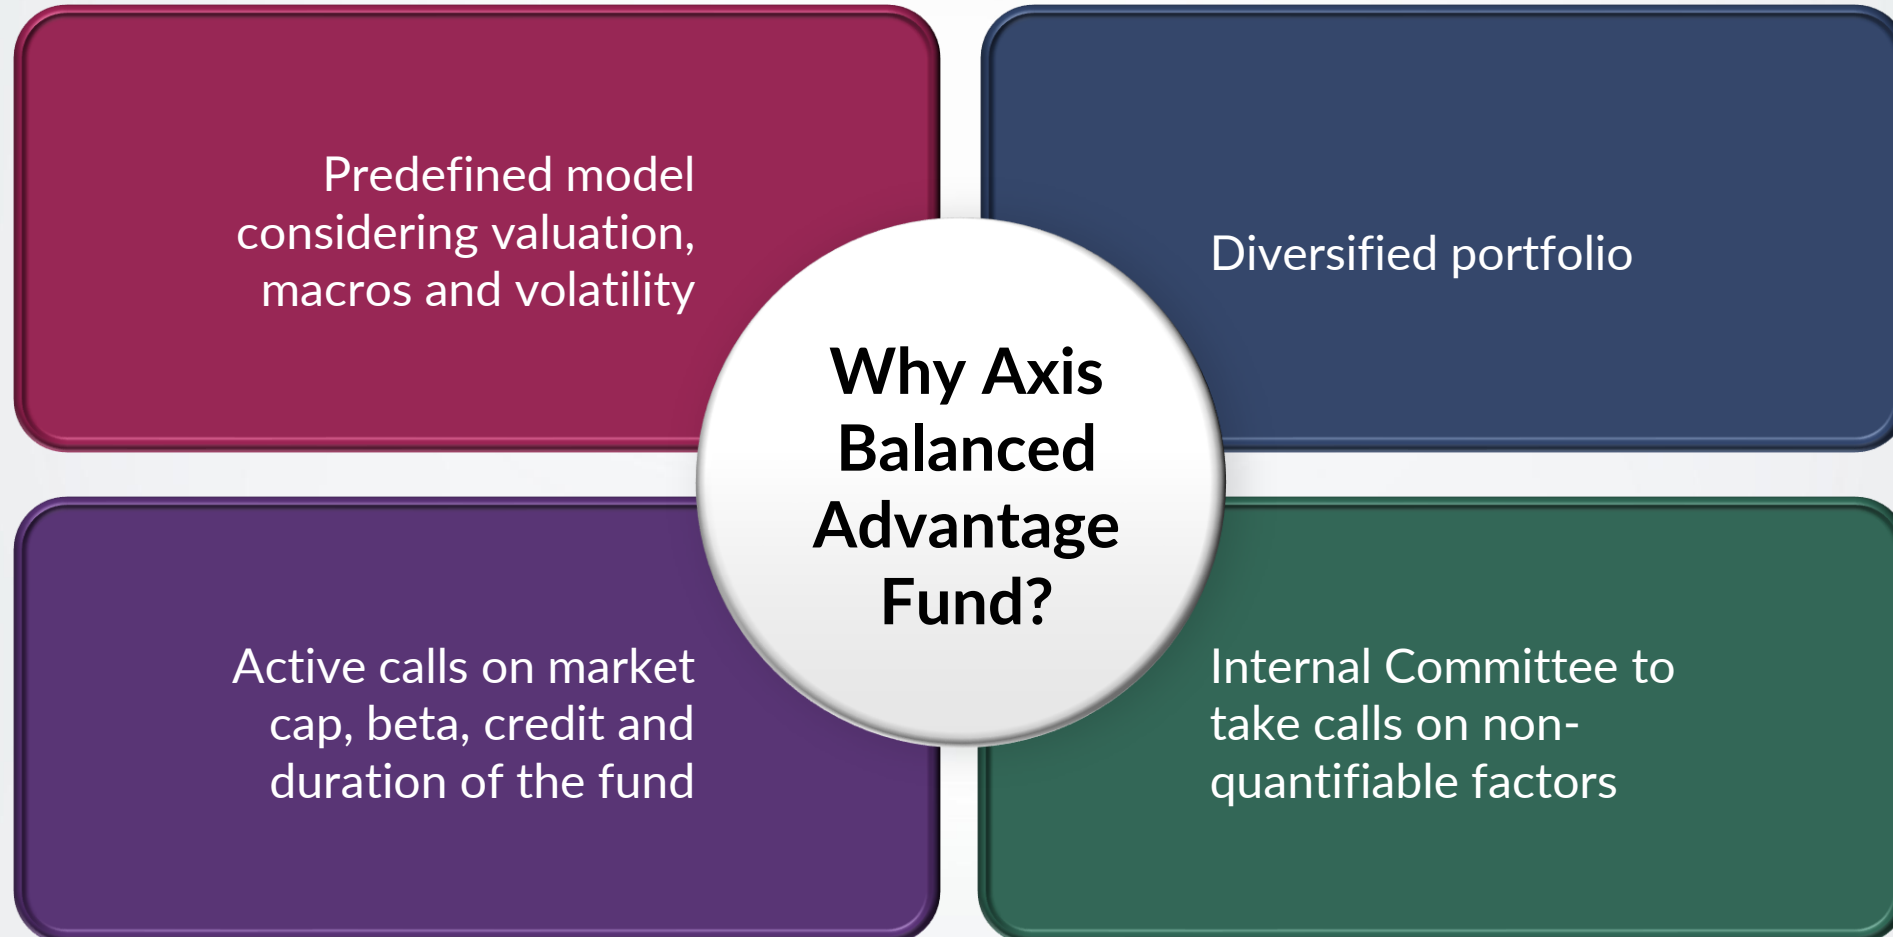 Predefined model
considering valuation,
macros and volatility
Diversified portfolio
Why Axis
Balanced
Advantage
Fund?
Active calls on market
cap, beta, credit and
duration of the fund
Internal Committee to
take calls on non-
quantifiable factors